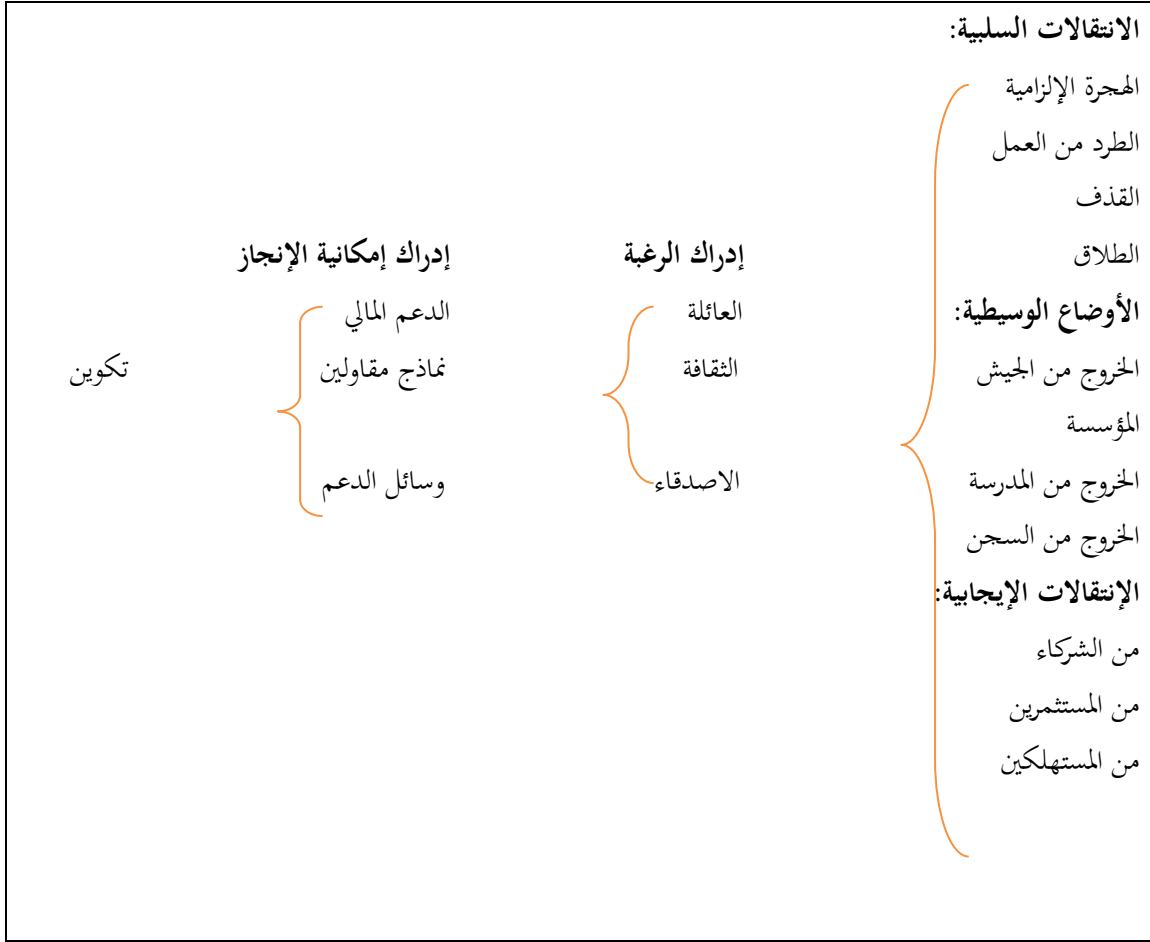 الانتقالات السلبية:
الهجرة الإلزامية
الطرد من العمل
القذف
الطلاق
الأوضاع الوسيطية:
الخروج من الجيش
المؤسسة
الخروج من المدرسة
الخروج من السجن
الإنتقالات الإيجابية:
من الشركاء
من المستثمرين
من المستهلكين
إدراك الرغبة
العائلة
الثقافة
الاصدقاء
إدراك إمكانية الإنجاز
الدعم المالي
نماذج مقاولين
وسائل الدعم
تكوين